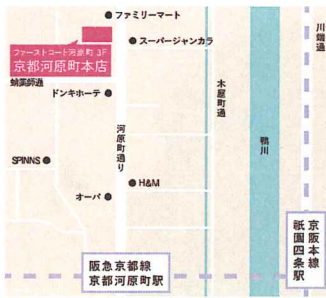 ファミリーマート
スーパージャンカラ
ファーストコート河原町 3F
京都河原町本店
蛸薬師通
ドンキホーテ
河原町通り
木屋町通
鴨川
川端通
SPINNS
H&M
オーパ
阪急京都線
京都河原町駅
京阪本線
祇園四条駅